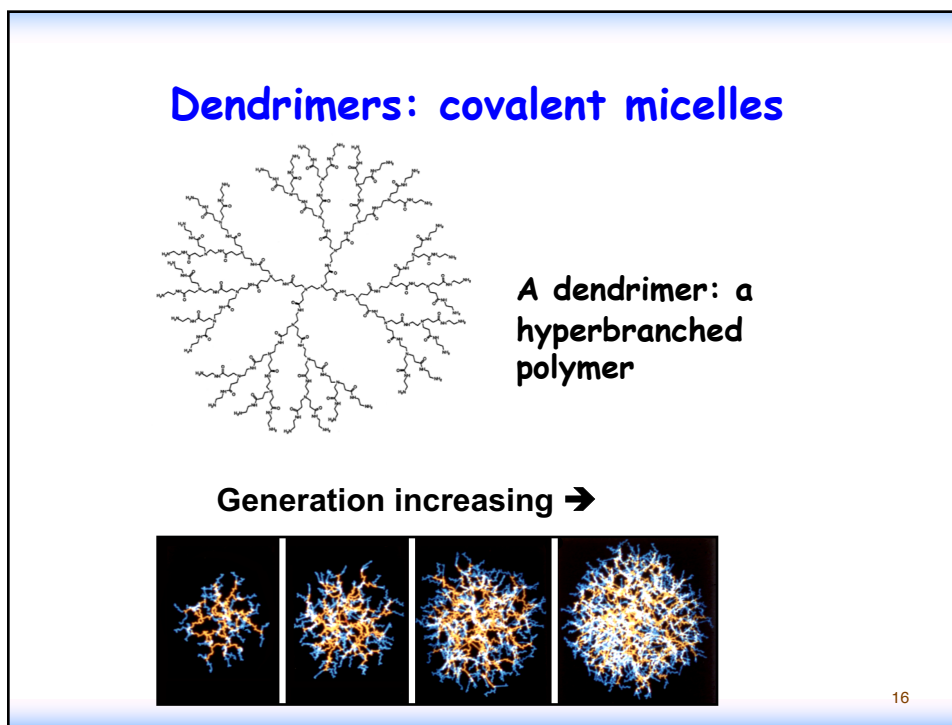 Dendrimers: covalent micelles
A dendrimer: a
hyperbranched
polymer
Generation increasing ➔
16